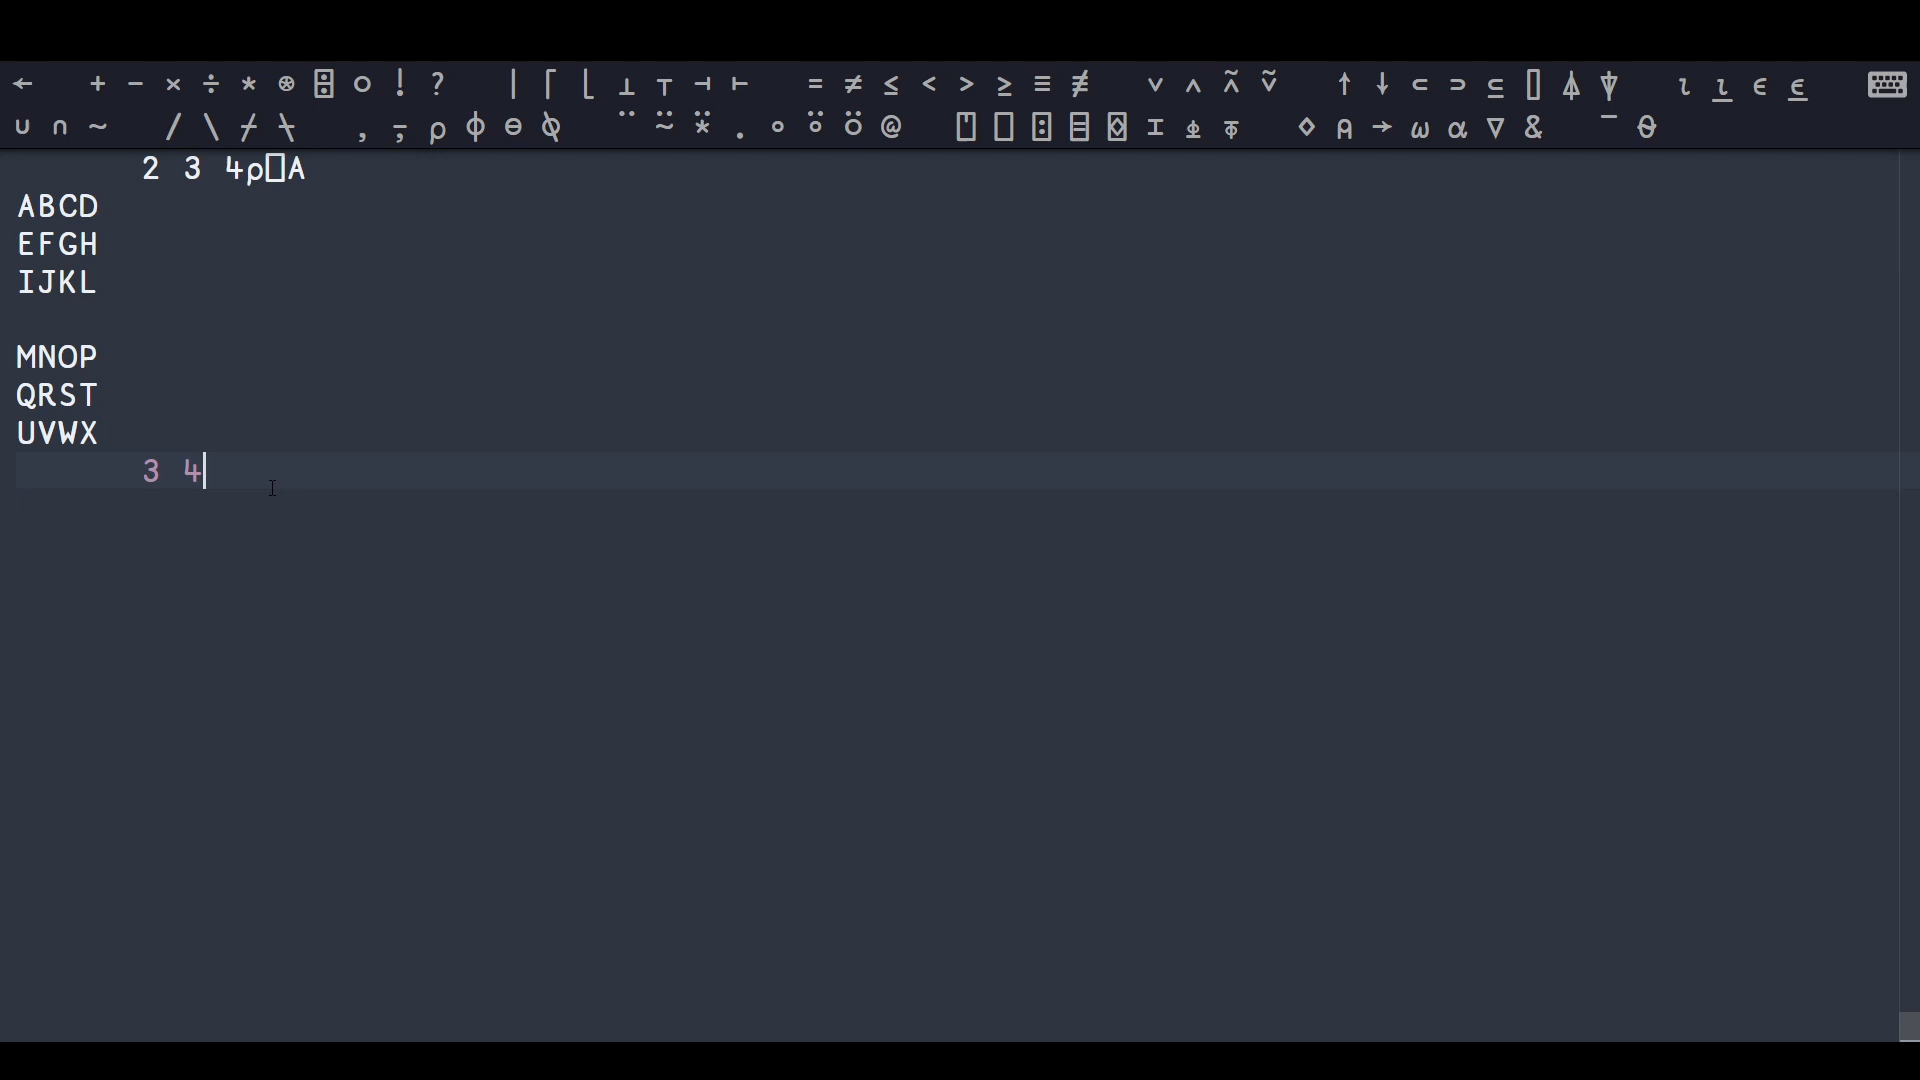 ← + - × ÷ * ⍟ ⌹ ○ ! ? | ⌈ ⌊ ⊥ ⊤ ⊣ ⊢ = ≠ ≤ < > ≥ ≡ ≢ ∨ ∧ ⍲ ⍱ ↑ ↓ ⊂ ⊃ ⊆ ⌷ ⍋ ⍒ ⍳ ⍸ ∊ ⍷
∪ ∩ ~ / \ ⌿ ⍀ , ⍪ ⍴ ⌽ ⊖ ⍉ ¨ ⍨ ⍣ . ∘ ⍤ ⍥ @ ⍞ ⎕ ⍠ ⌸ ⌺ ⌶ ⍎ ⍕ ⋄ ⍝ → ⍵ ⍺ ∇ & ¯ ⍬
2 3 4⍴⎕A
ABCD
EFGH
IJKL
MNOP
QRST
UVWX
3 4